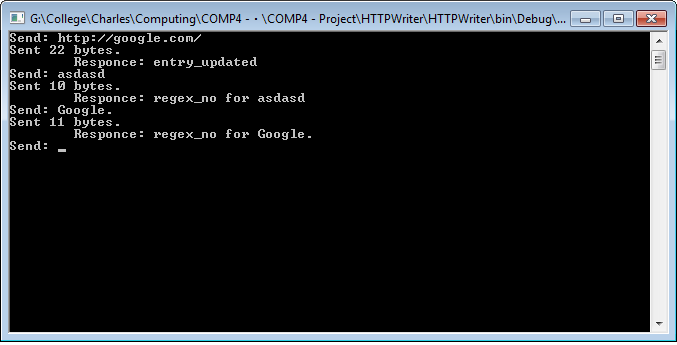 G:\College\Charles\Computing\COMP4 - · \COMP4 - Project\HTTPWriter\HTTPWriter\bin\Debug\...
Send: http://google.com/
Sent 22 bytes.
Responce: entry_updated
Send: asdasd
Sent 10 bytes.
Responce: regex_no for asdasd
Send: Google.
Sent 11 bytes.
Responce: regex_no for Google.
Send: _